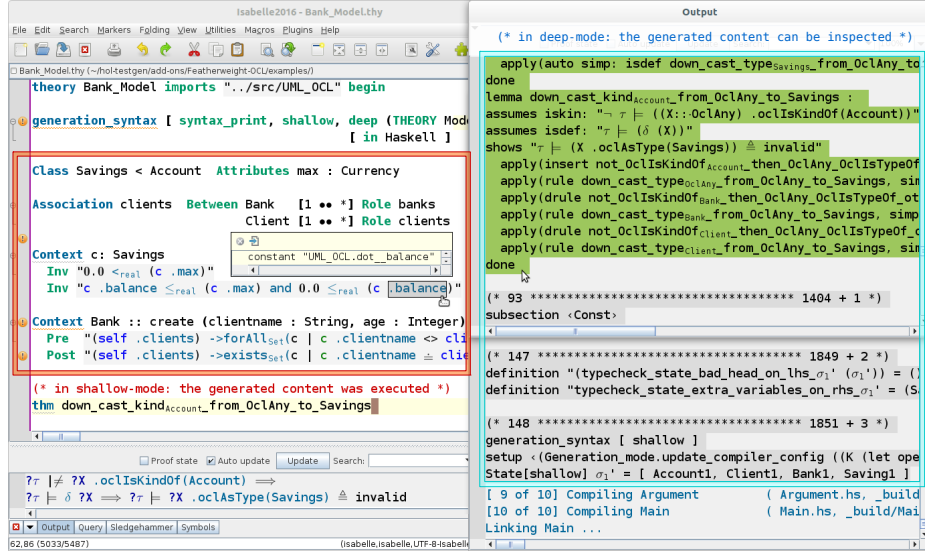 Isabelle2016 - Bank_Model.thy
File Edit Search Markers Folding View Utilities Macros Plugins Help
Bank_Model.thy (~/hol-testgen/add-ons/Featherweight-OCL/examples/)
theory Bank_Model imports "../src/UML_OCL" begin
generation_syntax [ syntax_print, shallow, deep (THEORY Mod
[ in Haskell ]
Class Savings < Account Attributes max : Currency
Association clients Between Bank [1 •• *] Role banks
Client [1 •• *] Role clients
constant "UML_OCL.dot__balance"
Context c: Savings
Inv "0.0 <real (c .max)"
Inv "c .balance ≤real (c .max) and 0.0 ≤real (c .balance)"
Context Bank :: create (clientname : String, age : Integer)
Pre "(self .clients) ->forAllSet(c | c .clientname <> cli
Post "(self .clients) ->existsSet(c | c .clientname ≐ clie
(* in shallow-mode: the generated content was executed *)
thm down_cast_kindAccount_from_OclAny_to_Savings
Proof state Auto update Update Search:
?τ |≠ ?X .oclIsKindOf(Account) ⟹
?τ ⊨ δ ?X ⟹ ?τ ⊨ ?X .oclAsType(Savings) ≜ invalid
Output Query Sledgehammer Symbols
62,86 (5033/5487) (isabelle,isabelle,UTF-8-Isabelle
Output
(* in deep-mode: the generated content can be inspected *)
apply(auto simp: isdef down_cast_typeSavings_from_OclAny_to
done
lemma down_cast_kindAccount_from_OclAny_to_Savings :
assumes iskin: "¬ τ ⊨ ((X::OclAny) .oclIsKindOf(Account))"
assumes isdef: "τ ⊨ (δ (X))"
shows "τ ⊨ (X .oclAsType(Savings)) ≜ invalid"
apply(insert not_OclIsKindOfAccount_then_OclAny_OclIsTypeOf
apply(rule down_cast_typeOclAny_from_OclAny_to_Savings, sim
apply(drule not_OclIsKindOfBank_then_OclAny_OclIsTypeOf_ot
apply(rule down_cast_typeBank_from_OclAny_to_Savings, simp
apply(drule not_OclIsKindOfClient_then_OclAny_OclIsTypeOf_o
apply(rule down_cast_typeClient_from_OclAny_to_Savings, sim
done
(* 93 ************************************ 1404 + 1 *)
subsection ‹Const›
(* 147 ************************************ 1849 + 2 *)
definition "(typecheck_state_bad_head_on_lhs_σ₁' (σ₁')) = ()
definition "typecheck_state_extra_variables_on_rhs_σ₁' = (Sa
(* 148 ************************************ 1851 + 3 *)
generation_syntax [ shallow ]
setup ‹(Generation_mode.update_compiler_config ((K (let ope
State[shallow] σ₁' = [ Account1, Client1, Bank1, Saving1 ]
[ 9 of 10] Compiling Argument ( Argument.hs, _build
[10 of 10] Compiling Main ( Main.hs, _build/Mai
Linking Main ...